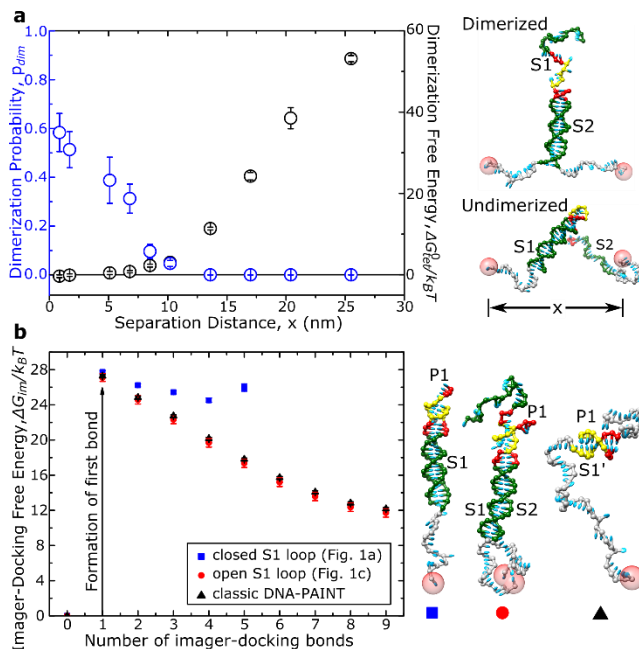 a
Dimerization Probability, p_dim
1.0
0.8
0.6
0.4
0.2
0.0
60
40
20
0
Dimerization Free Energy, ΔG⁰_tet/k_BT
0 5 10 15 20 25 30
Separation Distance, x (nm)
Dimerized
S1
S2
Undimerized
S1
S2
x
b
Imager-Docking Free Energy, ΔG_im/k_BT
28
24
20
16
12
8
4
0
Formation of first bond
closed S1 loop (Fig. 1a)
open S1 loop (Fig. 1c)
classic DNA-PAINT
0 1 2 3 4 5 6 7 8 9
Number of imager-docking bonds
P1
S1
P1
S1 S2
P1
S1'